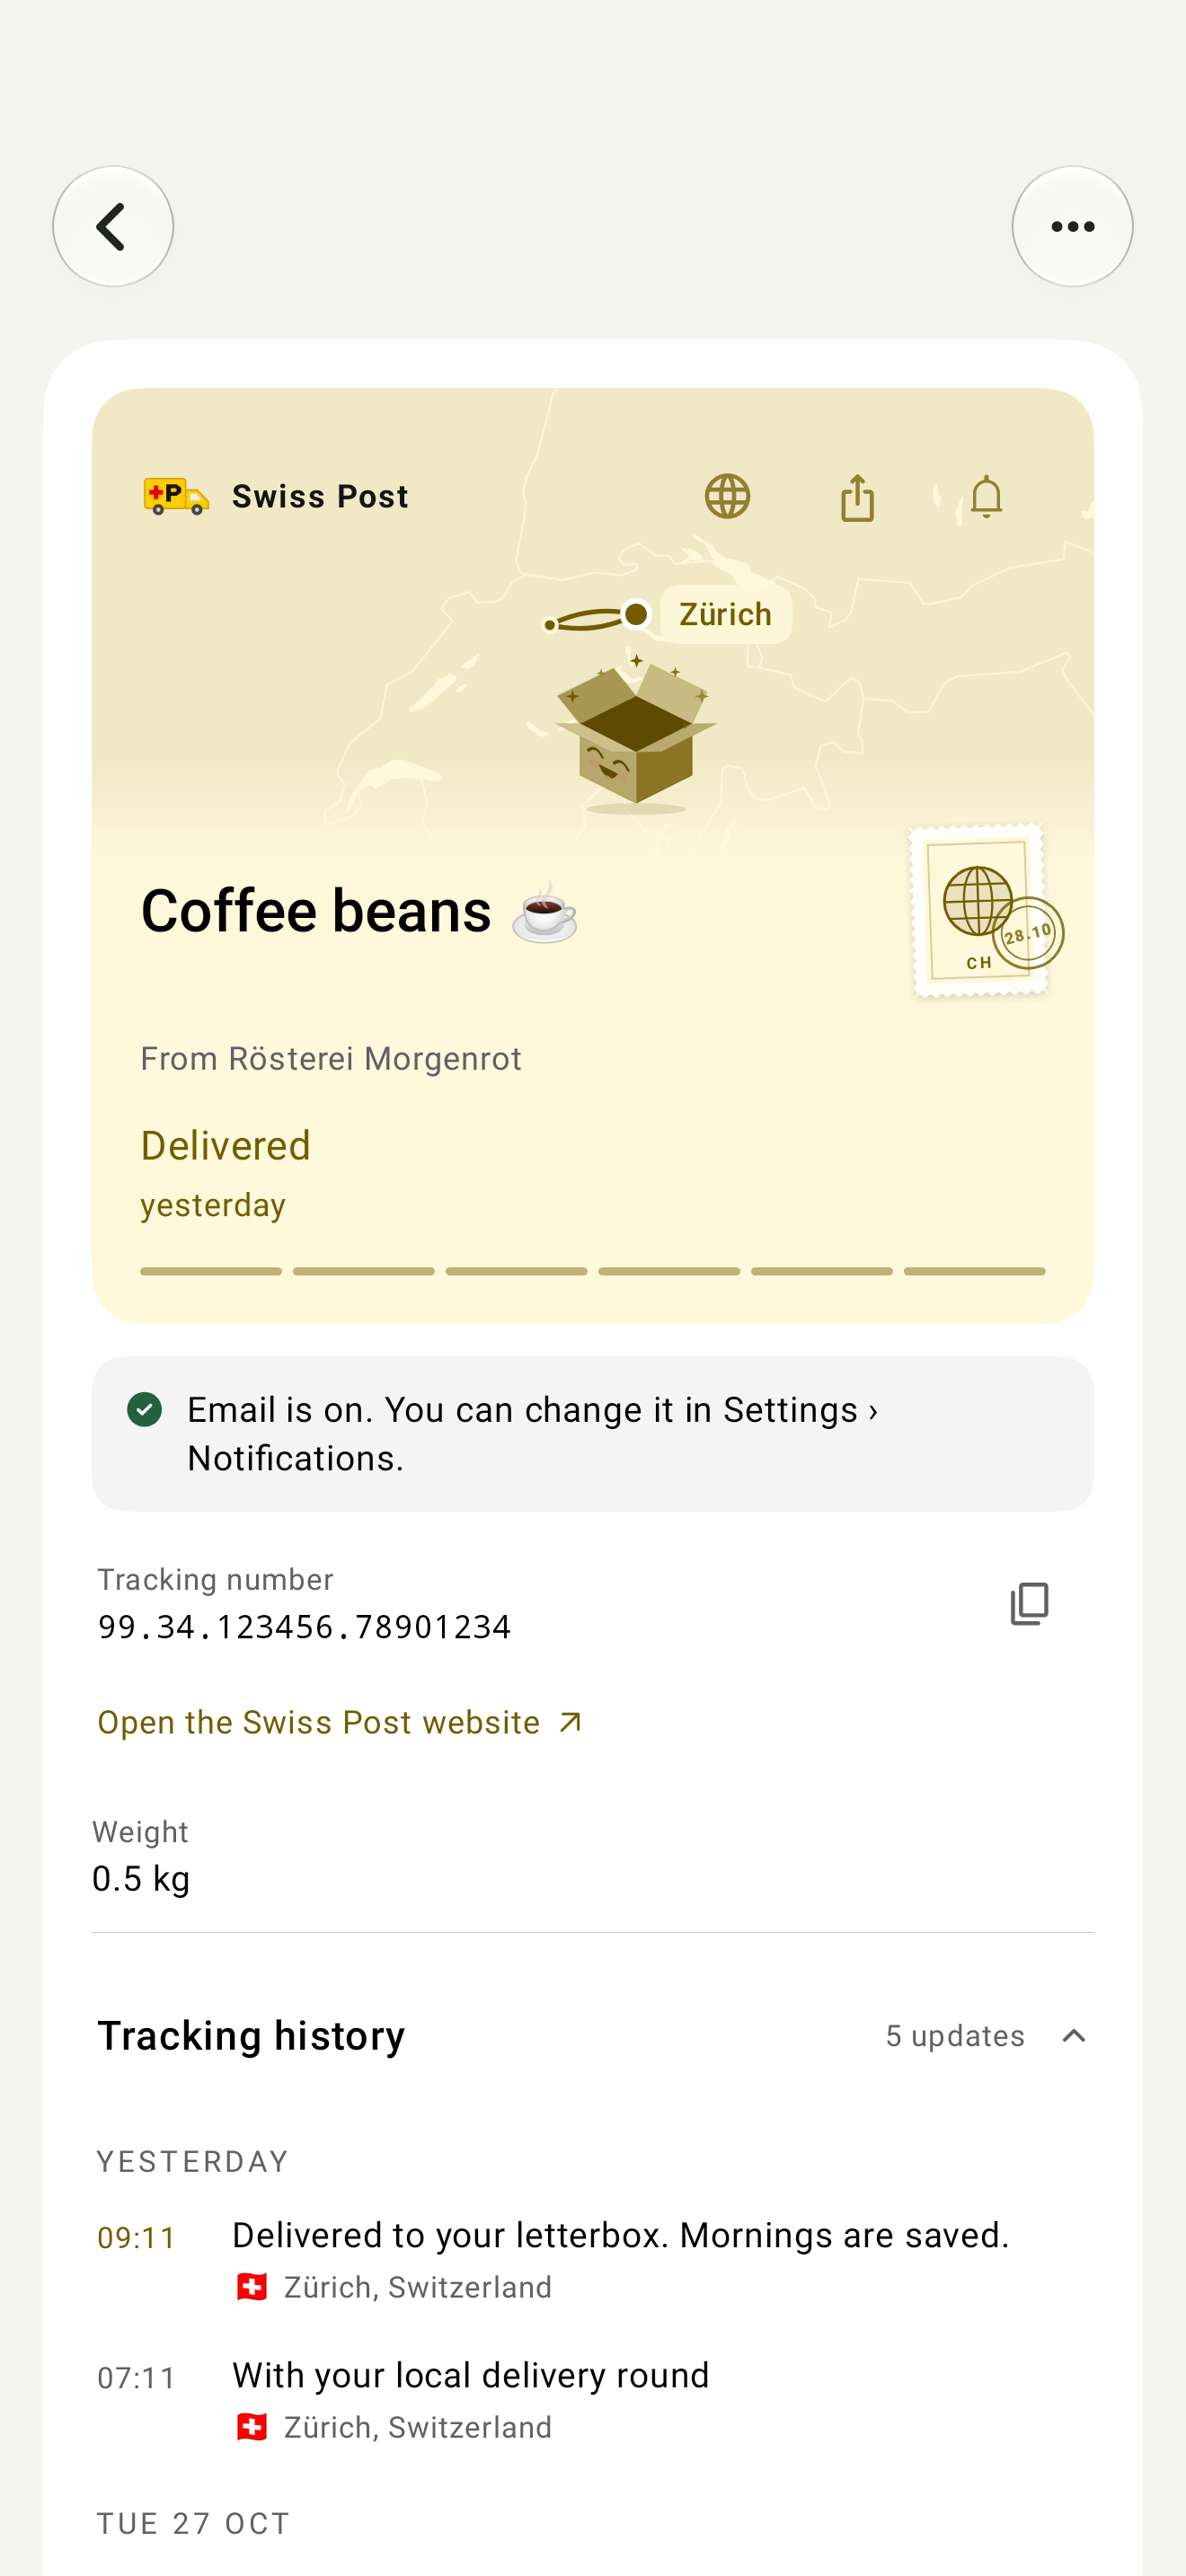 +P Swiss Post
Zürich
Coffee beans ☕
28.10
CH
From Rösterei Morgenrot
Delivered
yesterday
Email is on. You can change it in Settings ›
Notifications.
Tracking number
99.34.123456.78901234
Open the Swiss Post website ↗
Weight
0.5 kg
Tracking history
5 updates
YESTERDAY
09:11 Delivered to your letterbox. Mornings are saved.
🇨🇭 Zürich, Switzerland
07:11 With your local delivery round
🇨🇭 Zürich, Switzerland
TUE 27 OCT